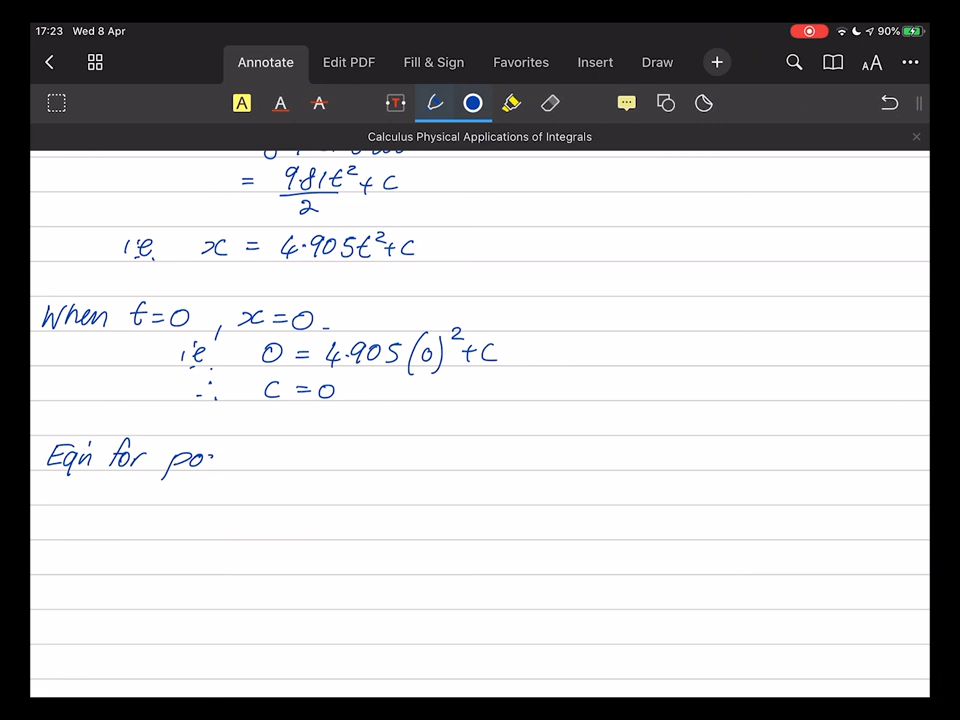 17:23 Wed 8 Apr 90%
Annotate Edit PDF Fill & Sign Favorites Insert Draw
Calculus Physical Applications of Integrals
= 9.81t² + C
2
i.e. x = 4.905t² + C
When t=0, x=0.
i.e. 0 = 4.905(0)² + C
∴ C = 0
Eq'n for po